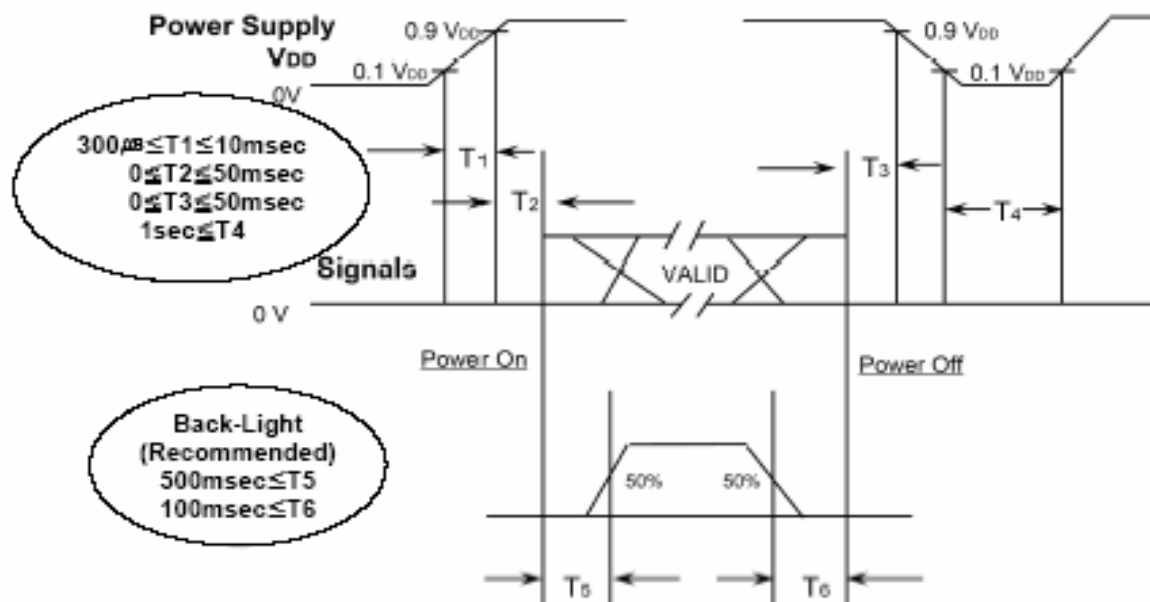 Power Supply
VDD
0.9 VDD
0.1 VDD
0V
0.9 VDD
0.1 VDD
300㎲≦T1≦10msec
0≦T2≦50msec
0≦T3≦50msec
1sec≦T4
T1
T2
T3
T4
Signals
VALID
0 V
Power On
Power Off
Back-Light
(Recommended)
500msec≦T5
100msec≦T6
50%
50%
T5
T6